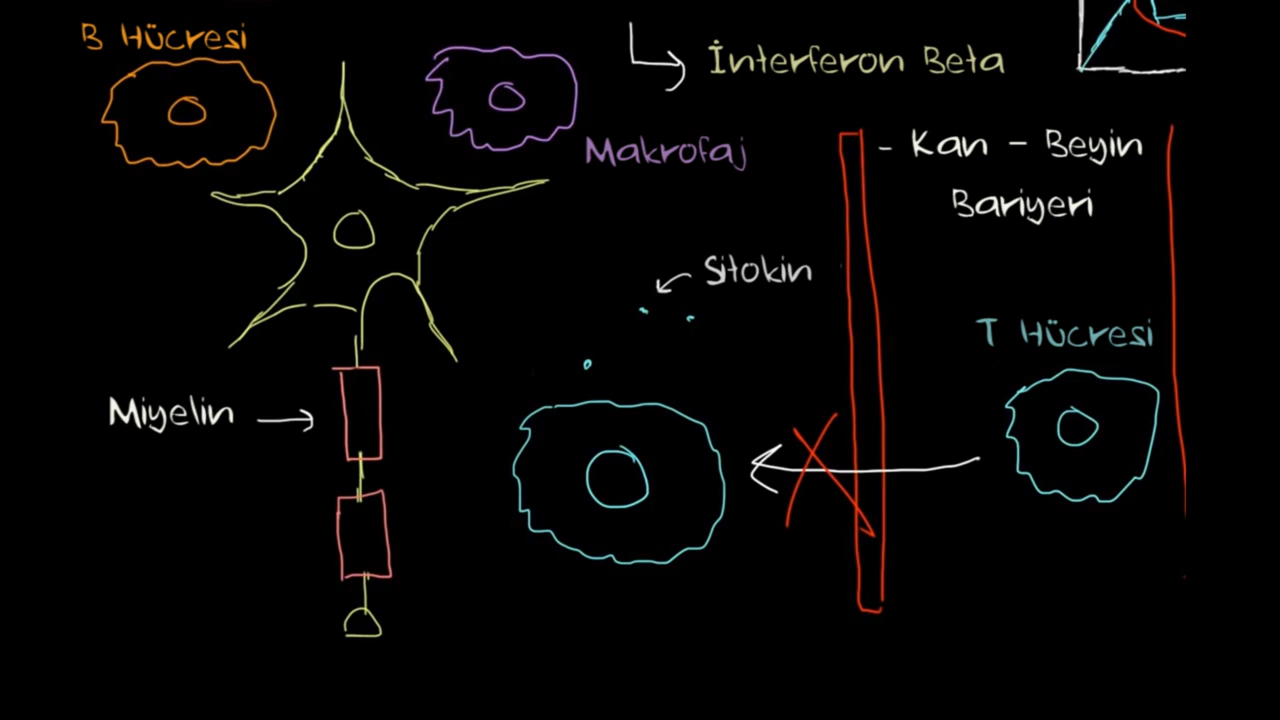 B Hücresi
İnterferon Beta
Makrofaj
- Kan - Beyin
Bariyeri
Sitokin
T Hücresi
Miyelin